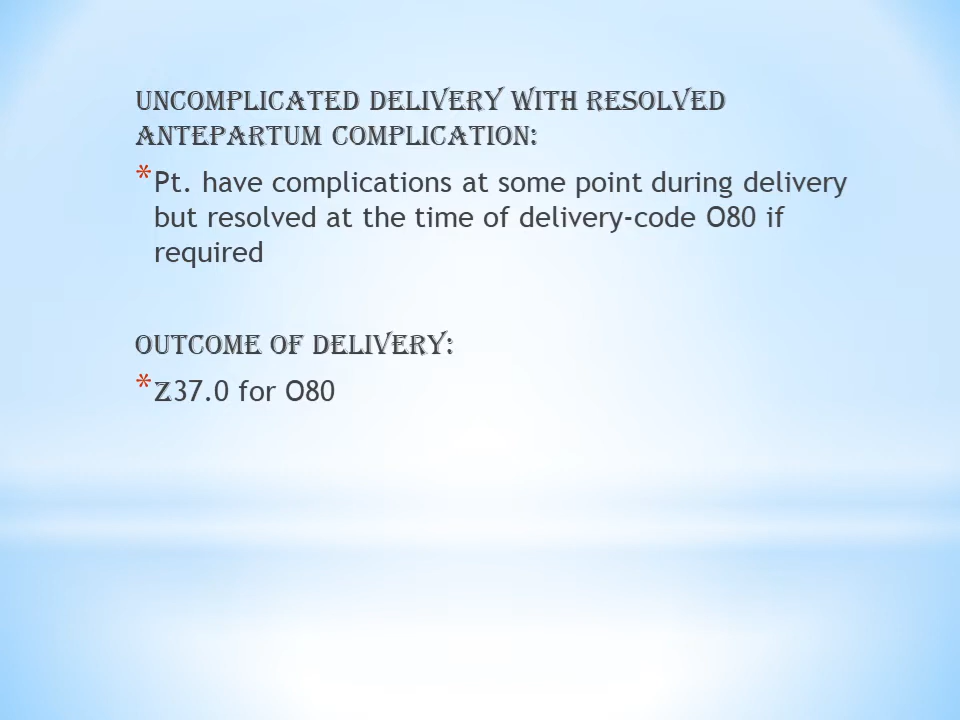 UNCOMPLICATED DELIVERY WITH RESOLVED
ANTEPARTUM COMPLICATION:
* Pt. have complications at some point during delivery
but resolved at the time of delivery-code O80 if
required
OUTCOME OF DELIVERY:
* Z37.0 for O80